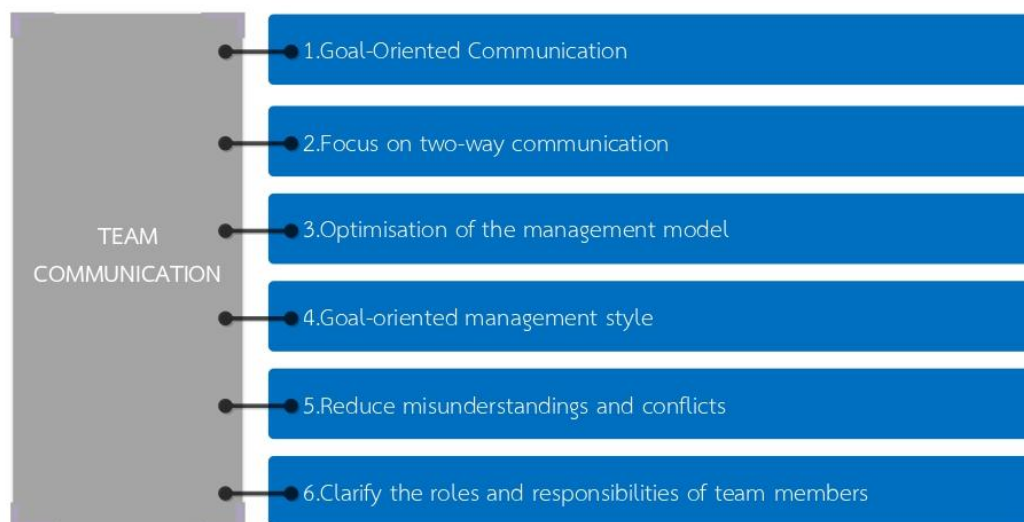 TEAM
COMMUNICATION
1.Goal-Oriented Communication
2.Focus on two-way communication
3.Optimisation of the management model
4.Goal-oriented management style
5.Reduce misunderstandings and conflicts
6.Clarify the roles and responsibilities of team members